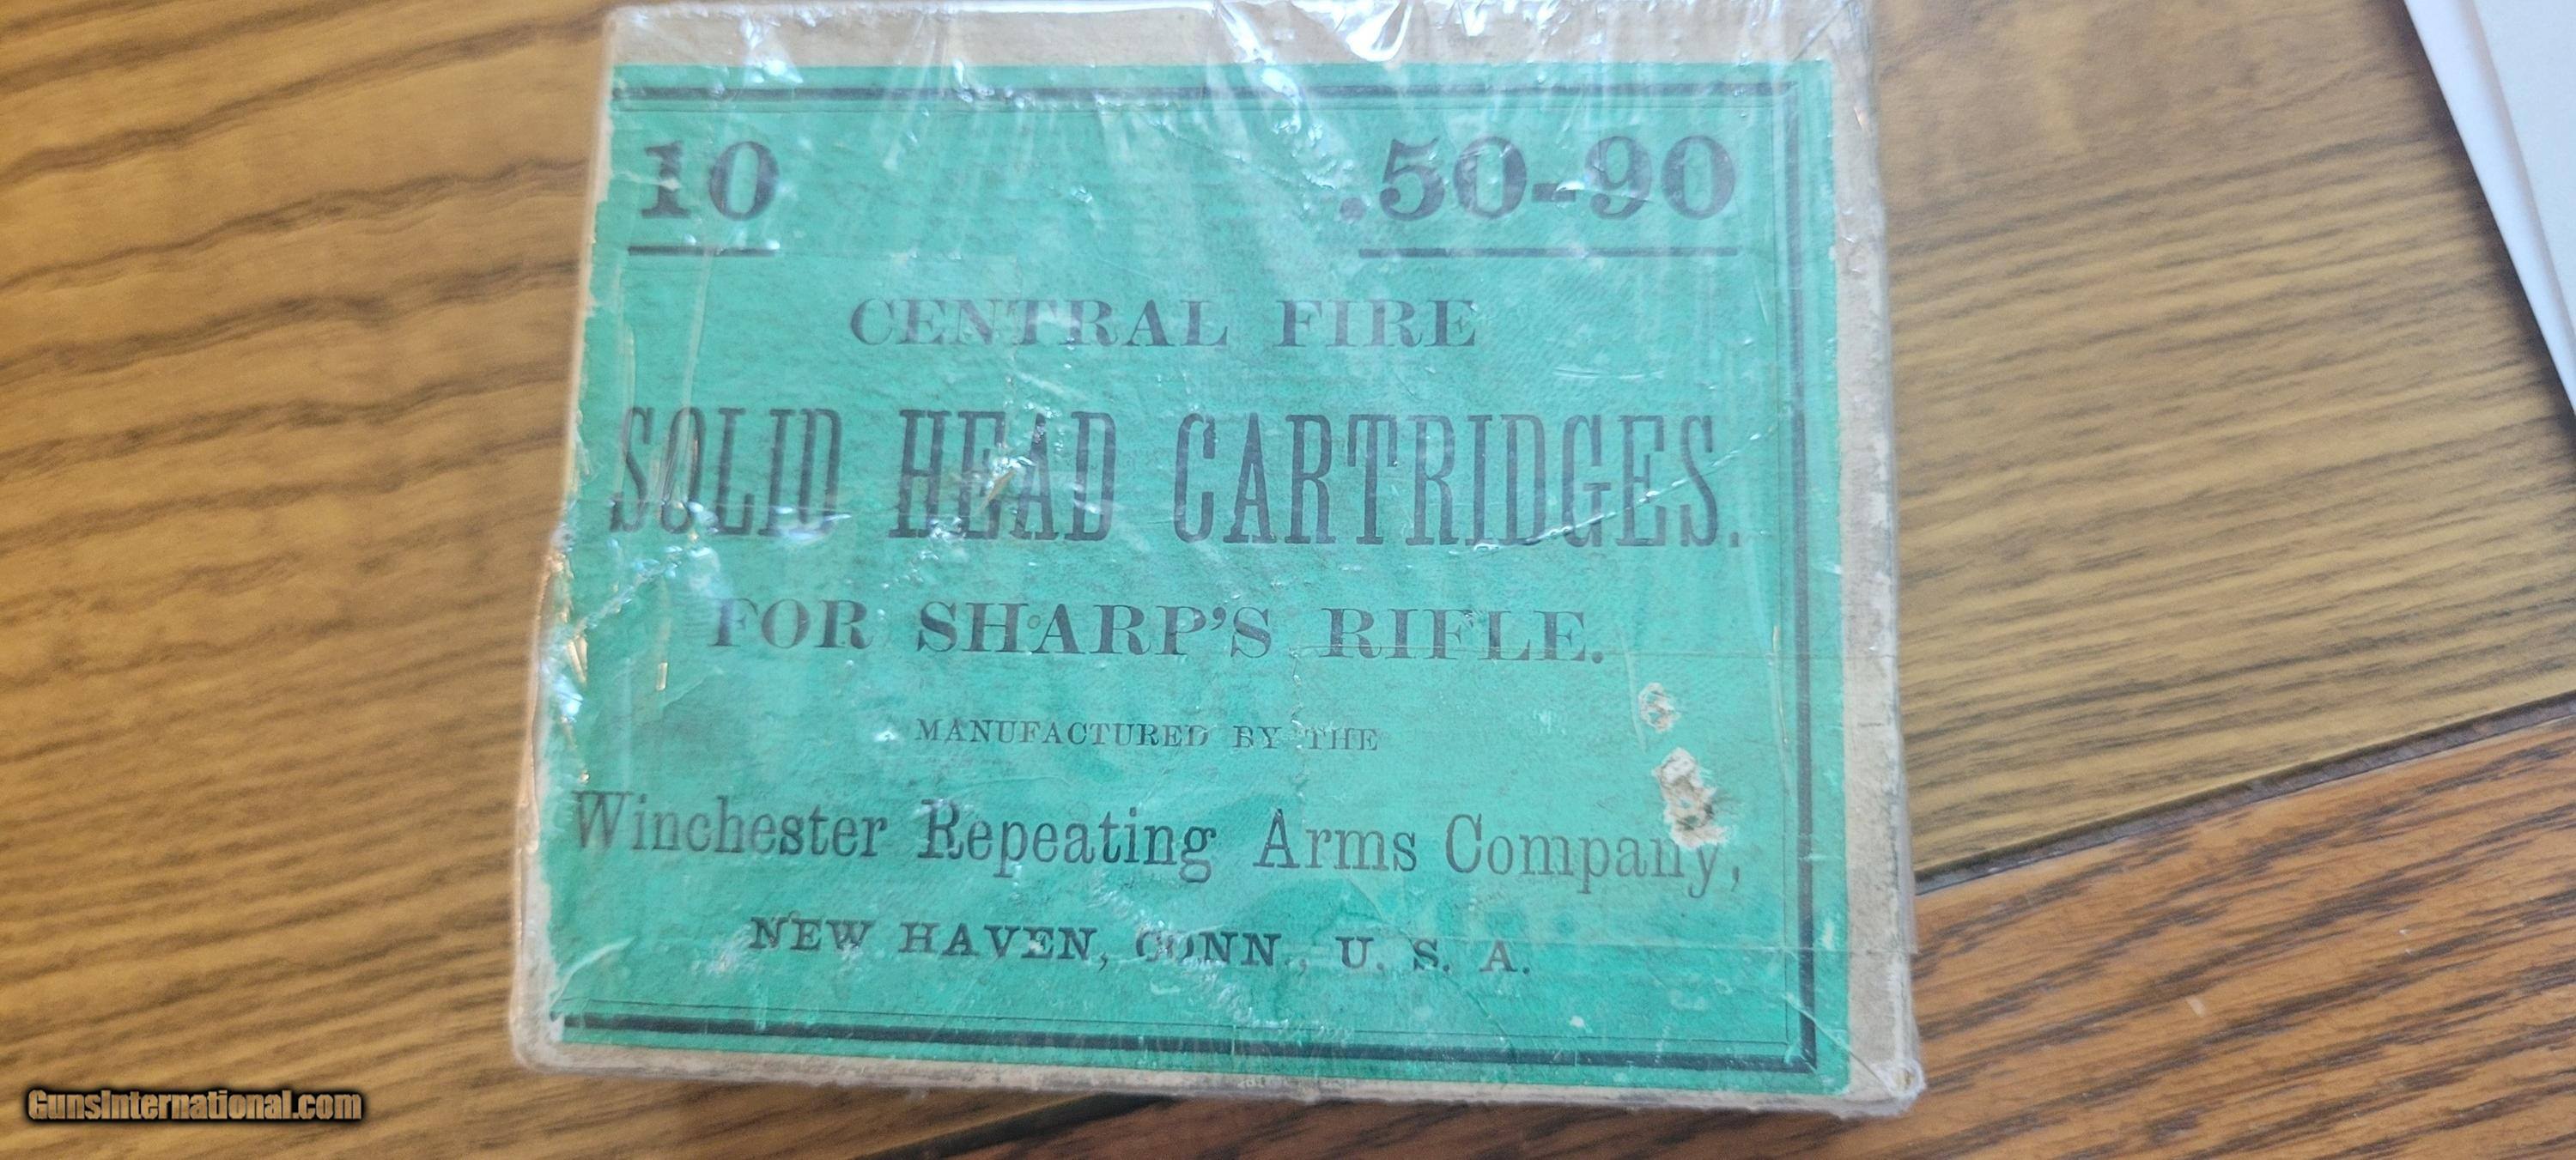 10 .50-90
CENTRAL FIRE
SOLID HEAD CARTRIDGES.
FOR SHARP'S RIFLE.
MANUFACTURED BY THE
Winchester Repeating Arms Company,
NEW HAVEN, CONN., U. S. A.
GunsInternational.com